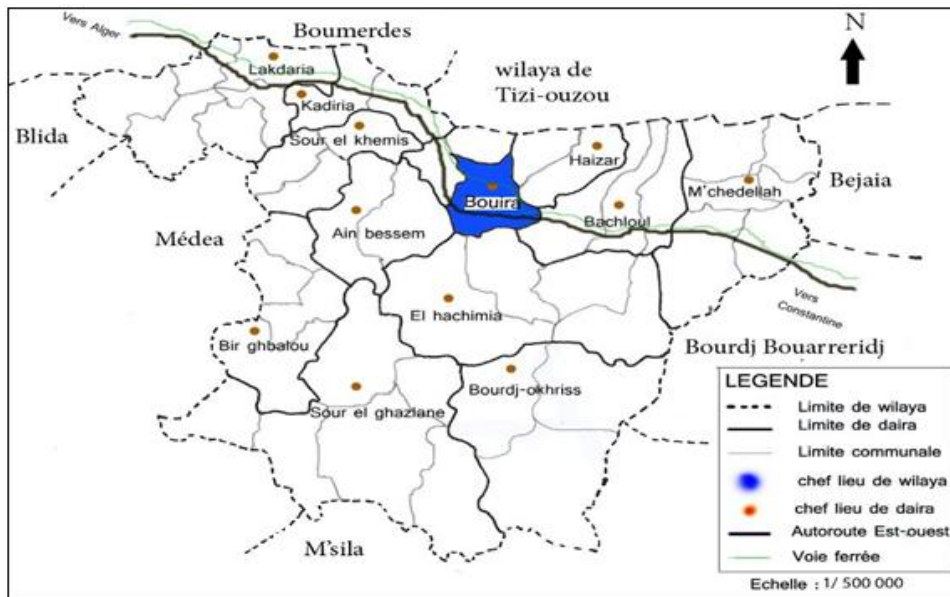 Vers Alger
Boumerdes
N
Lakdaria
wilaya de
Tizi-ouzou
Kadiria
Blida
Sour el khemis
Haizar
Bejaia
M'chedellah
Bouira
Bachloul
Médea
Ain bessem
Vers
Constantine
El hachimia
Bir ghbalou
Bourdj Bouarreridj
Bourdj-okhriss
Sour el ghazlane
M'sila
LEGENDE
Limite de wilaya
Limite de daira
Limite communale
chef lieu de wilaya
chef lieu de daira
Autoroute Est-ouest
Voie ferrée
Echelle : 1/ 500 000